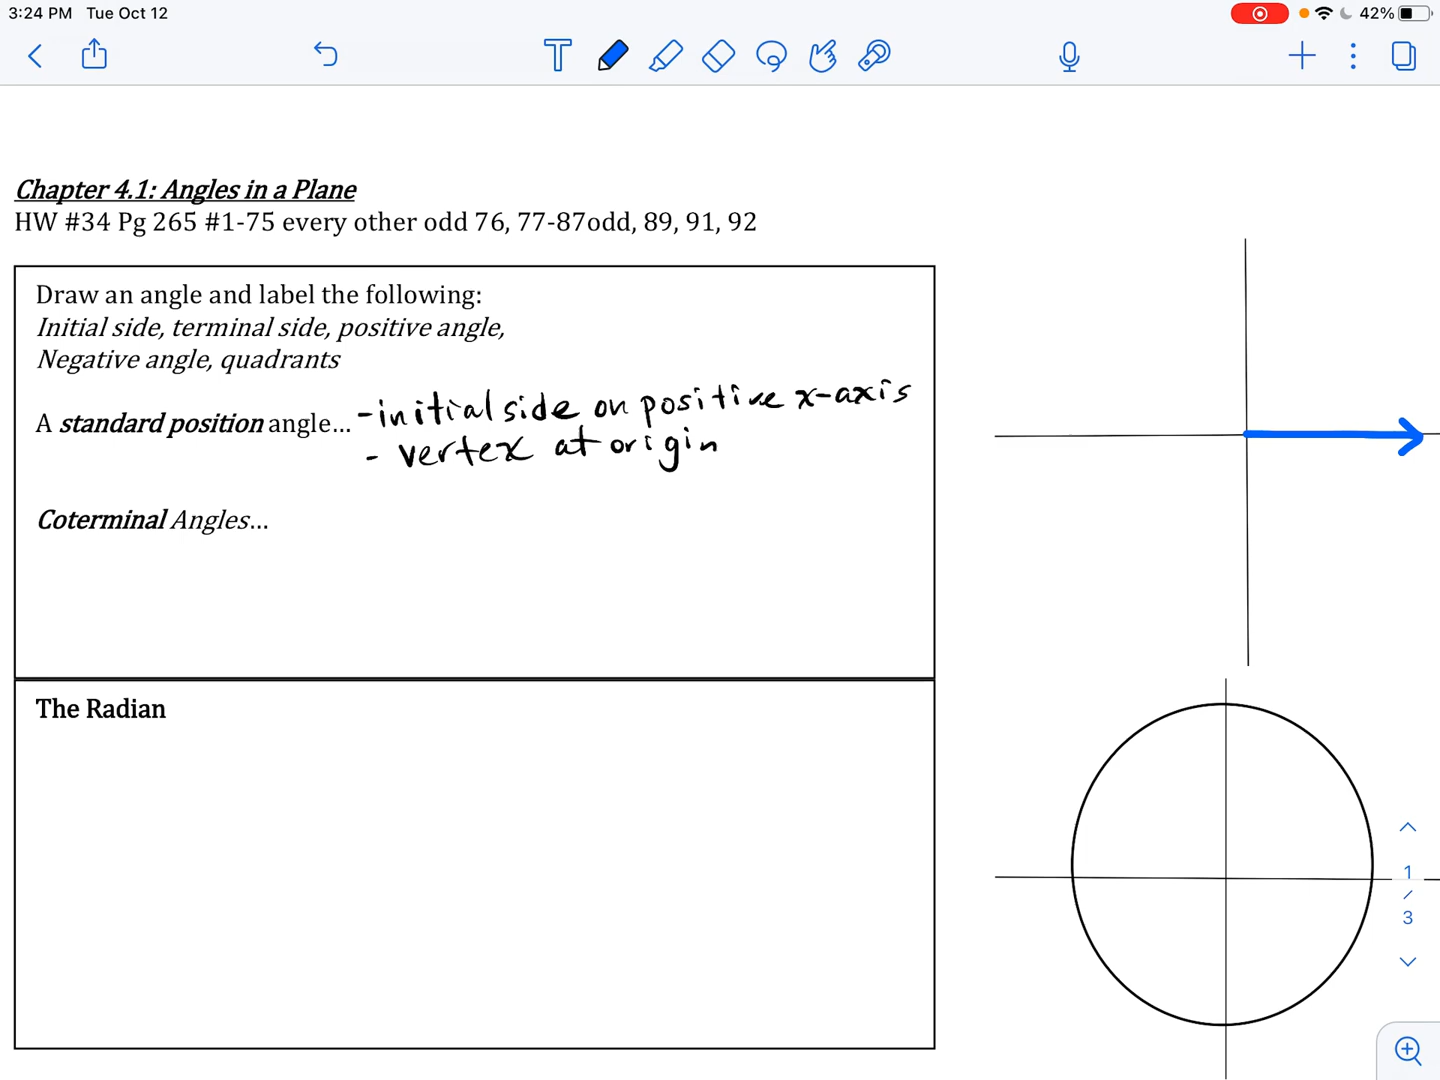 3:24 PM Tue Oct 12
42%
Chapter 4.1: Angles in a Plane
HW #34 Pg 265 #1-75 every other odd 76, 77-87odd, 89, 91, 92
Draw an angle and label the following:
Initial side, terminal side, positive angle,
Negative angle, quadrants
A standard position angle... -initial side on positive x-axis
- vertex at origin
Coterminal Angles...
The Radian
1
/
3